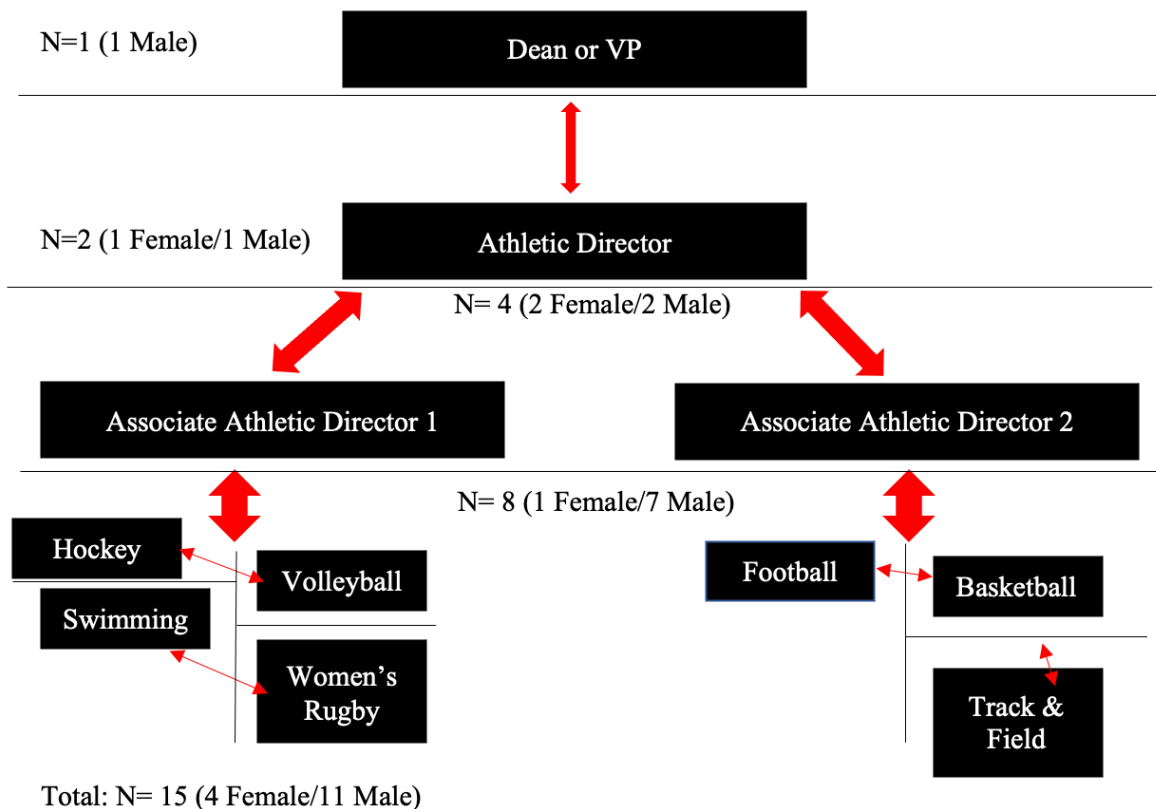 N=1 (1 Male)
Dean or VP
N=2 (1 Female/1 Male)
Athletic Director
N= 4 (2 Female/2 Male)
Associate Athletic Director 1
Associate Athletic Director 2
N= 8 (1 Female/7 Male)
Hockey
Volleyball
Swimming
Women’s
Rugby
Football
Basketball
Track &
Field
Total: N= 15 (4 Female/11 Male)